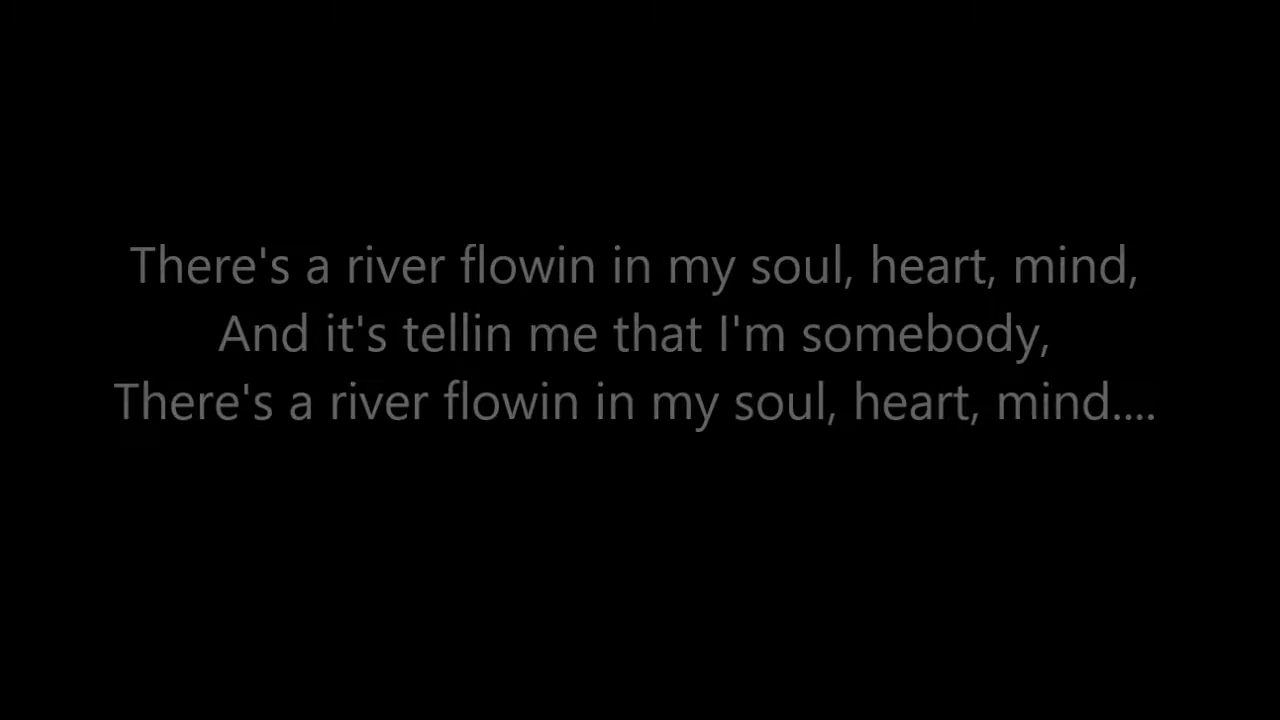 There's a river flowin in my soul, heart, mind,
And it's tellin me that I'm somebody,
There's a river flowin in my soul, heart, mind....